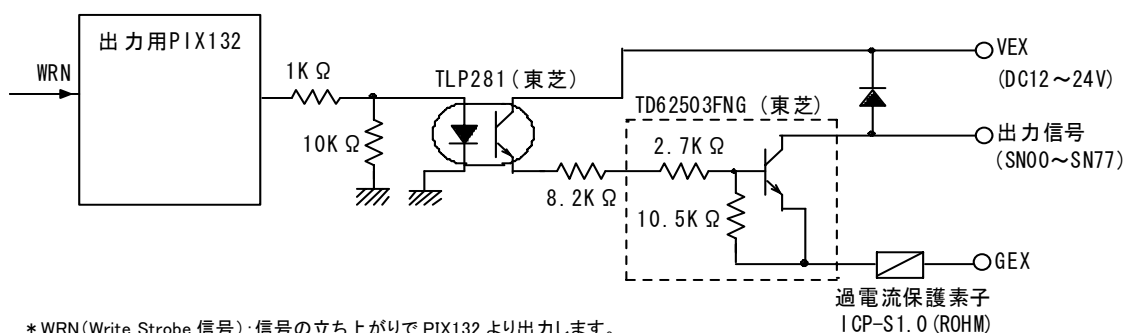 出力用PIX132
WRN
1KΩ
10KΩ
TLP281(東芝)
8.2KΩ
TD62503FNG (東芝)
2.7KΩ
10.5KΩ
VEX
(DC12～24V)
出力信号
(SN00～SN77)
GEX
過電流保護素子
ICP-S1.0(ROHM)
*WRN(Write Strobe 信号):信号の立ち上がりで PIX132 より出力します。